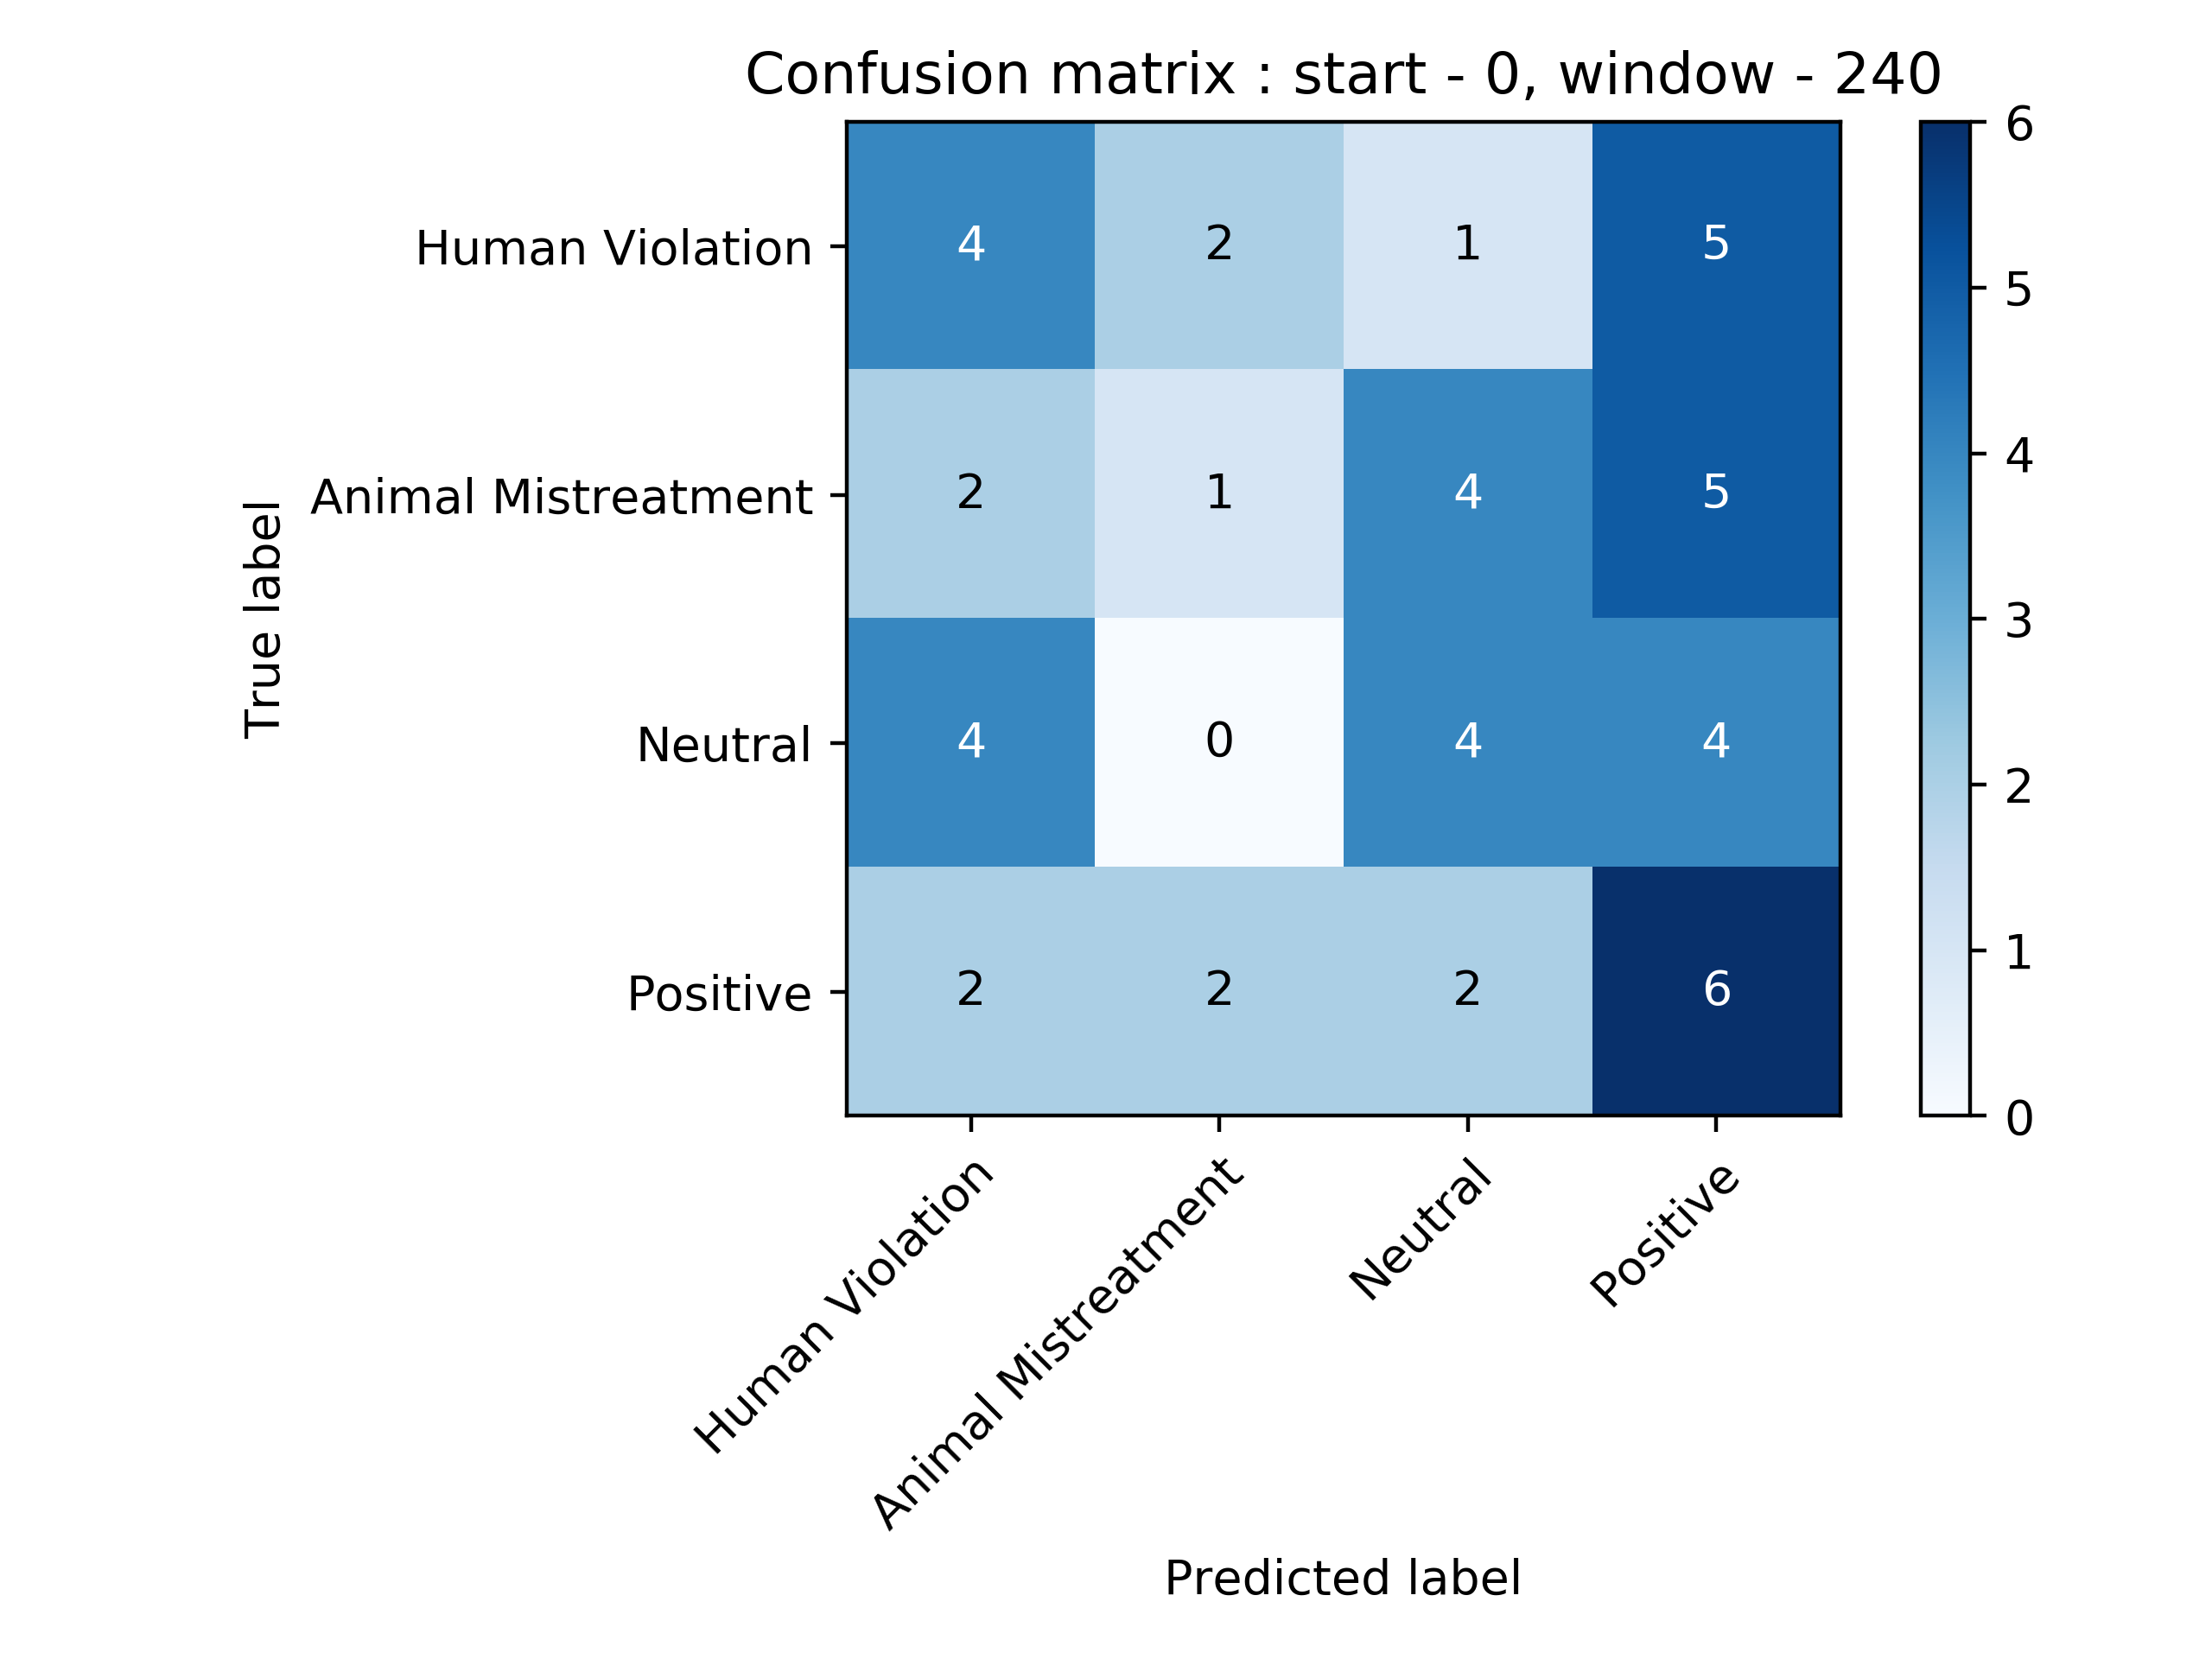 Confusion matrix : start - 0, window - 240
True label
Human Violation
4 2 1 5
Animal Mistreatment
2 1 4 5
Neutral
4 0 4 4
Positive
2 2 2 6
Human Violation
Animal Mistreatment
Neutral
Positive
Predicted label
6
5
4
3
2
1
0